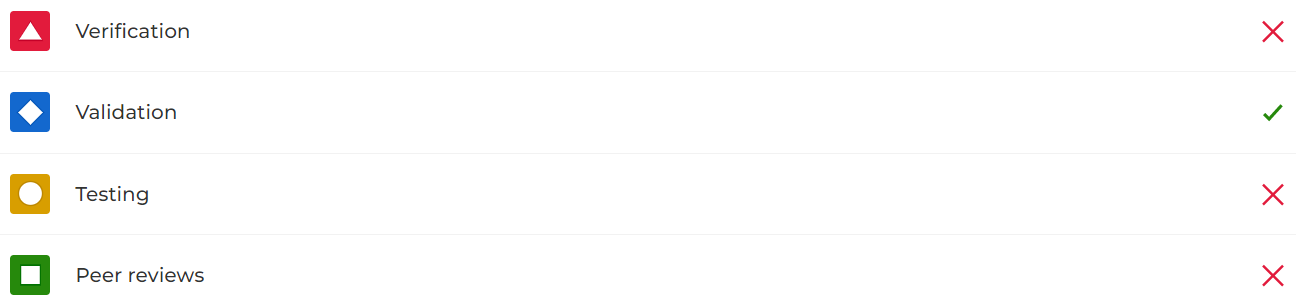 Verification
Validation
Testing
Peer reviews